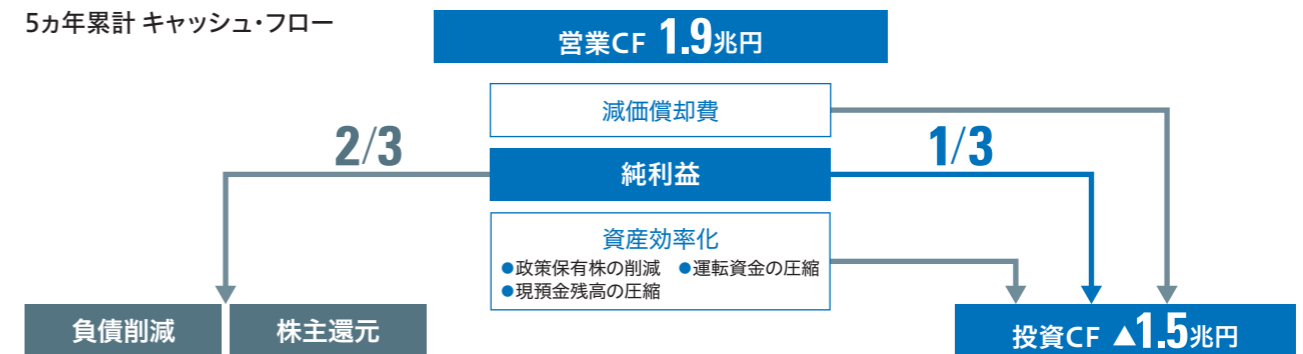 5ヵ年累計 キャッシュ・フロー
営業CF 1.9兆円
減価償却費
2/3
純利益
1/3
資産効率化
●政策保有株の削減 ●運転資金の圧縮
●現預金残高の圧縮
負債削減
株主還元
投資CF ▲1.5兆円